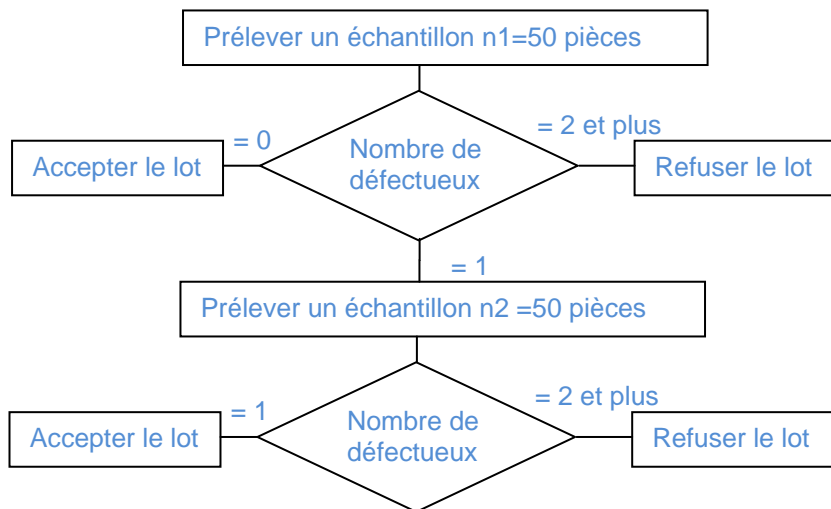 Prélever un échantillon n1=50 pièces
= 0
= 2 et plus
Accepter le lot
Nombre de
défectueux
Refuser le lot
= 1
Prélever un échantillon n2 =50 pièces
= 1
= 2 et plus
Accepter le lot
Nombre de
défectueux
Refuser le lot